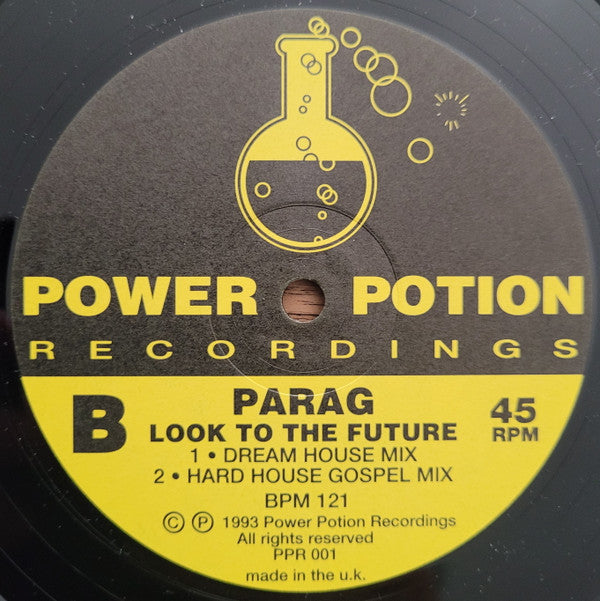 POWER POTION
RECORDINGS
B
PARAG
45
RPM
LOOK TO THE FUTURE
1 • DREAM HOUSE MIX
2 • HARD HOUSE GOSPEL MIX
BPM 121
© ℗ 1993 Power Potion Recordings
All rights reserved
PPR 001
made in the u.k.